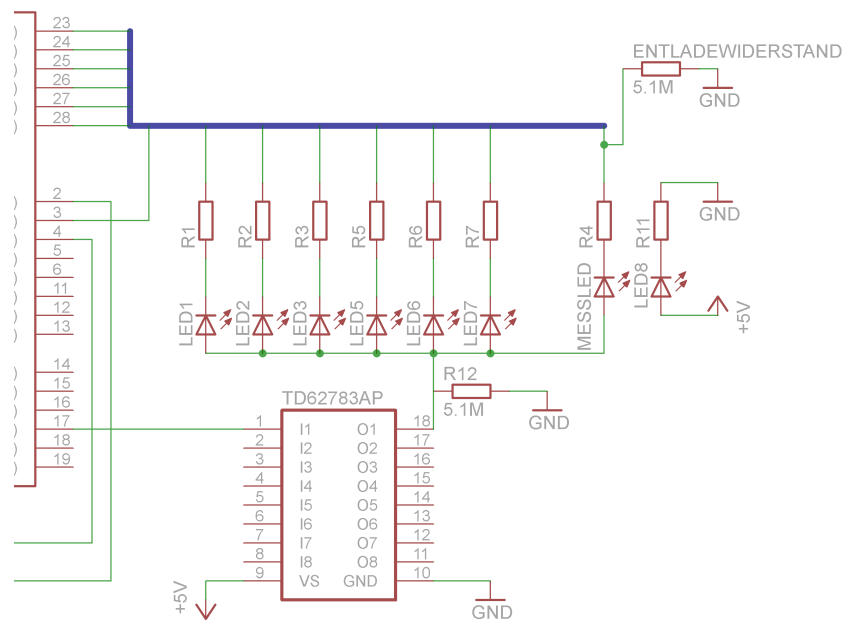 23
24
25
26
27
28
ENTLADEWIDERSTAND
5.1M
GND
2
3
4
5
6
11
12
13
14
15
16
17
18
19
R1
R2
R3
R5
R6
R7
R4
R11
GND
LED1
LED2
LED3
LED5
LED6
LED7
MESSLED
LED8
+5V
R12
5.1M
GND
TD62783AP
1 I1 O1 18
2 I2 O2 17
3 I3 O3 16
4 I4 O4 15
5 I5 O5 14
6 I6 O6 13
7 I7 O7 12
8 I8 O8 11
9 VS GND 10
+5V
GND